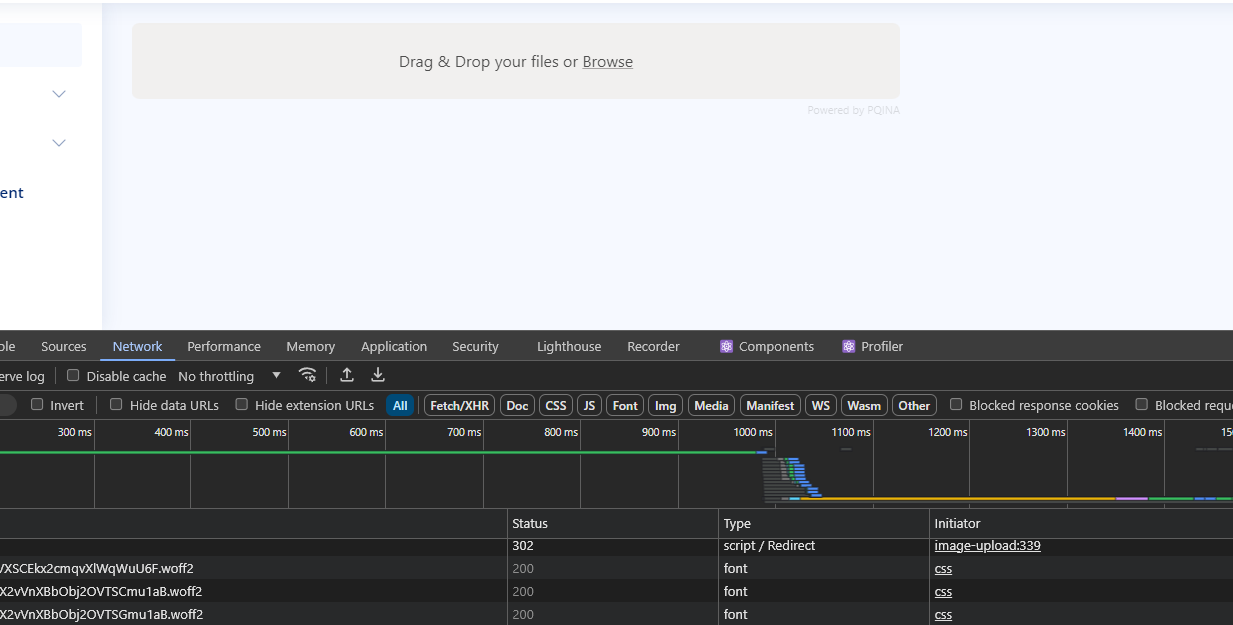 Drag & Drop your files or Browse
Powered by PQINA
ent
ole Sources Network Performance Memory Application Security Lighthouse Recorder Components Profiler
erve log Disable cache No throttling
Invert Hide data URLs Hide extension URLs All Fetch/XHR Doc CSS JS Font Img Media Manifest WS Wasm Other Blocked response cookies Blocked requ
300 ms 400 ms 500 ms 600 ms 700 ms 800 ms 900 ms 1000 ms 1100 ms 1200 ms 1300 ms 1400 ms 150
Status Type Initiator
302 script / Redirect image-upload:339
VXSCEkx2cmqvXlWqWuU6F.woff2 200 font css
X2vVnXBbObj2OVTSCmu1aB.woff2 200 font css
X2vVnXBbObj2OVTSGmu1aB.woff2 200 font css